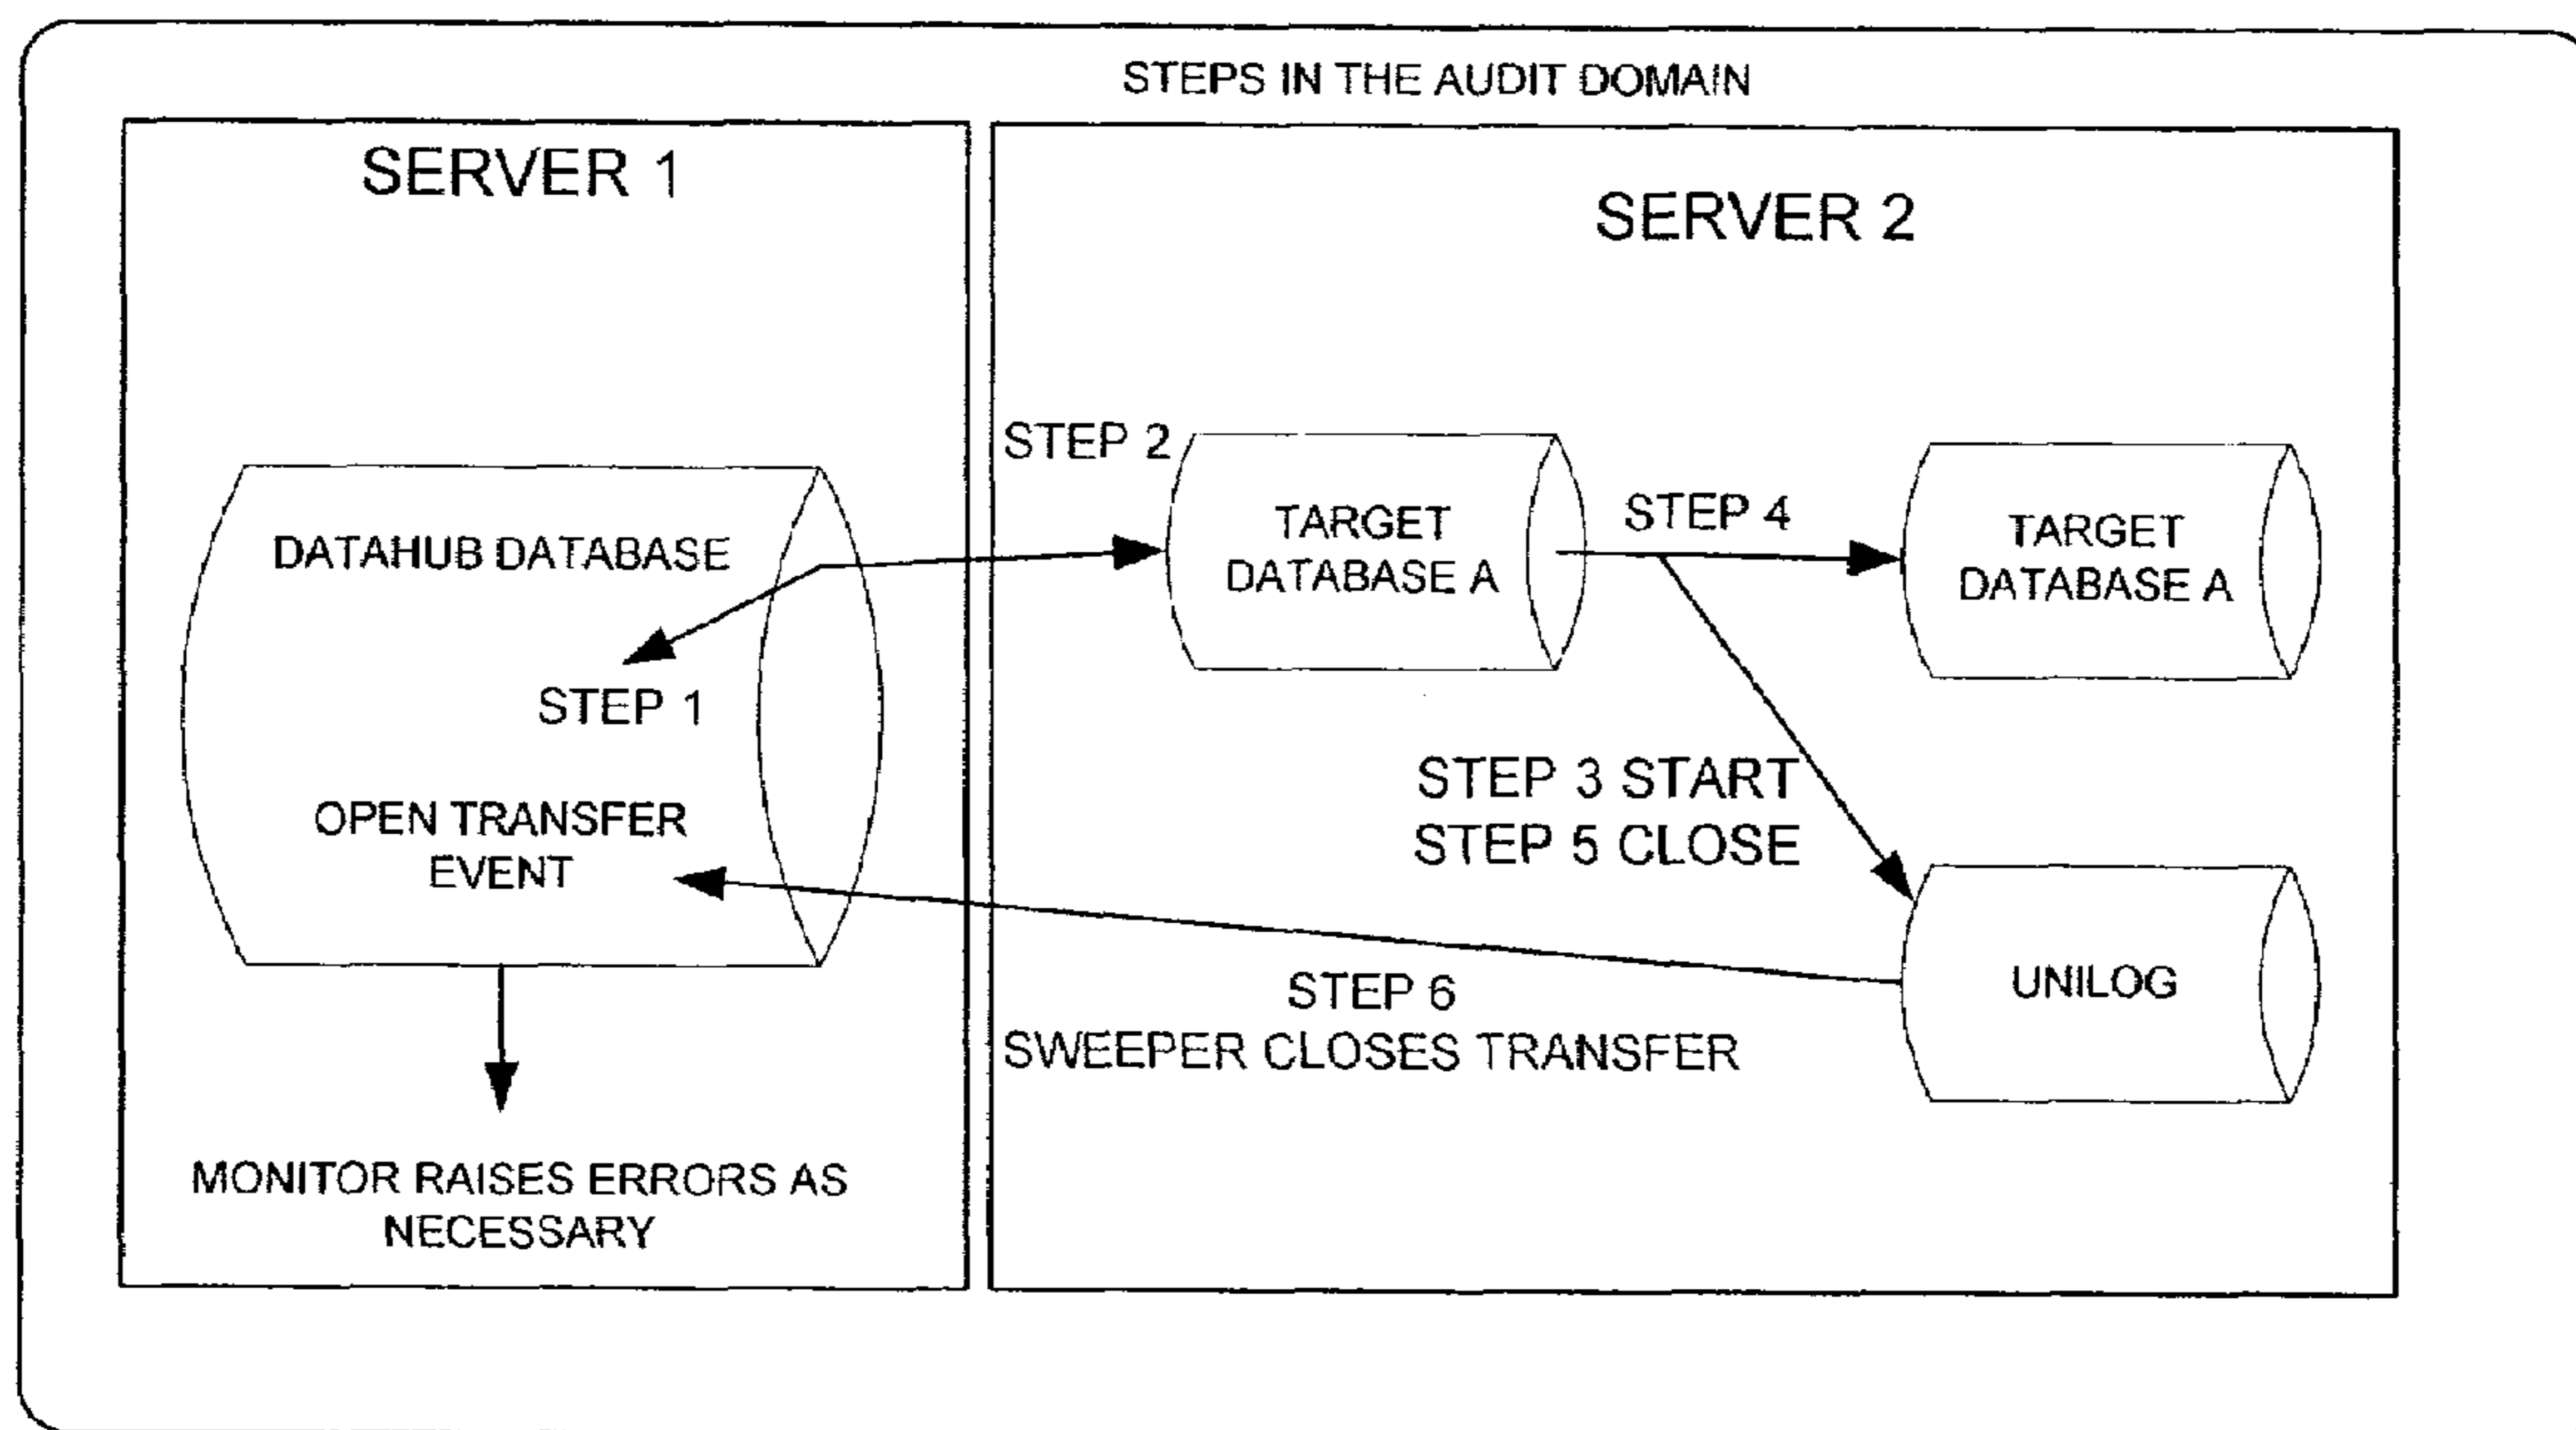 STEPS IN THE AUDIT DOMAIN
SERVER 1
DATAHUB DATABASE
STEP 1
OPEN TRANSFER
EVENT
MONITOR RAISES ERRORS AS
NECESSARY
SERVER 2
STEP 2
TARGET
DATABASE A
STEP 4
TARGET
DATABASE A
STEP 3 START
STEP 5 CLOSE
UNILOG
STEP 6
SWEEPER CLOSES TRANSFER